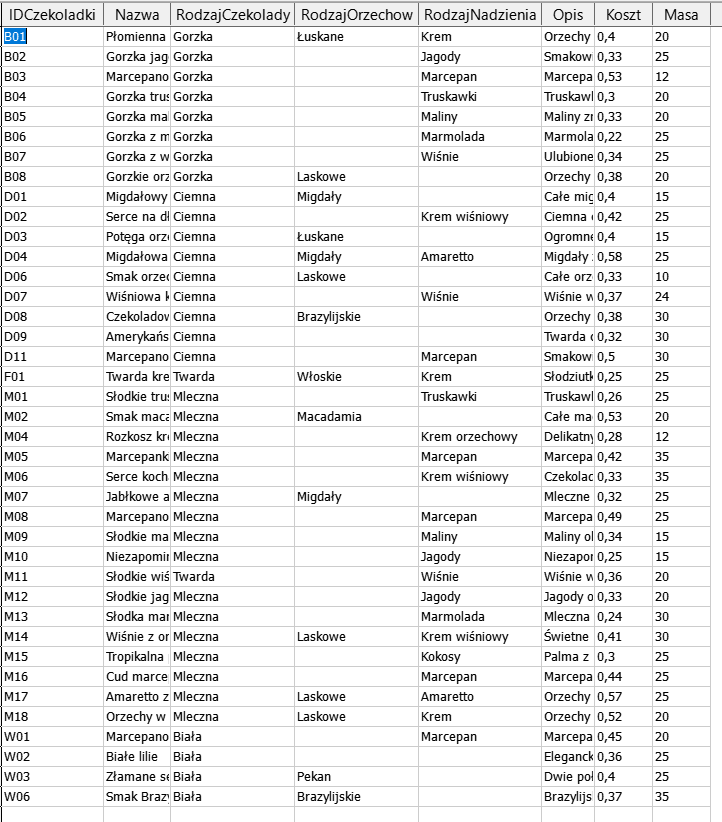 IDCzekoladki Nazwa RodzajCzekolady RodzajOrzechow RodzajNadzienia Opis Koszt Masa
B01 Płomienna Gorzka Łuskane Krem Orzechy 0,4 20
B02 Gorzka jag Gorzka Jagody Smakow 0,33 25
B03 Marcepano Gorzka Marcepan Marcepa 0,53 12
B04 Gorzka trus Gorzka Truskawki Truskawl 0,3 20
B05 Gorzka ma Gorzka Maliny Maliny zr 0,33 20
B06 Gorzka z m Gorzka Marmolada Marmola 0,22 25
B07 Gorzka z w Gorzka Wiśnie Ulubione 0,34 25
B08 Gorzkie orz Gorzka Laskowe Orzechy 0,38 20
D01 Migdałowy Ciemna Migdały Całe mig 0,4 15
D02 Serce na dł Ciemna Krem wiśniowy Ciemna 0,42 25
D03 Potęga orz Ciemna Łuskane Ogromne 0,4 15
D04 Migdałowa Ciemna Migdały Amaretto Migdały 0,58 25
D06 Smak orzec Ciemna Laskowe Całe orz 0,33 10
D07 Wiśniowa k Ciemna Wiśnie Wiśnie w 0,37 24
D08 Czekoladow Ciemna Brazylijskie Orzechy 0,38 30
D09 Amerykańs Ciemna Twarda c 0,32 30
D11 Marcepano Ciemna Marcepan Smakow 0,5 30
F01 Twarda kre Twarda Włoskie Krem Słodziutk 0,25 25
M01 Słodkie trus Mleczna Truskawki Truskawl 0,26 25
M02 Smak maca Mleczna Macadamia Całe ma 0,53 20
M04 Rozkosz kr Mleczna Krem orzechowy Delikatny 0,28 12
M05 Marcepank Mleczna Marcepan Marcepa 0,42 35
M06 Serce koch Mleczna Krem wiśniowy Czekolad 0,33 35
M07 Jabłkowe a Mleczna Migdały Mleczne 0,32 25
M08 Marcepano Mleczna Marcepan Marcepa 0,49 25
M09 Słodkie ma Mleczna Maliny Maliny ol 0,34 15
M10 Niezapomin Mleczna Jagody Niezapor 0,25 15
M11 Słodkie wiś Twarda Wiśnie Wiśnie w 0,36 20
M12 Słodkie jag Mleczna Jagody Jagody o 0,33 20
M13 Słodka mar Mleczna Marmolada Mleczna 0,24 30
M14 Wiśnie z or Mleczna Laskowe Krem wiśniowy Świetne 0,41 30
M15 Tropikalna Mleczna Kokosy Palma z 0,3 25
M16 Cud marce Mleczna Marcepan Marcepa 0,44 25
M17 Amaretto z Mleczna Laskowe Amaretto Orzechy 0,57 25
M18 Orzechy w Mleczna Laskowe Krem Orzechy 0,52 20
W01 Marcepano Biała Marcepan Marcepa 0,45 20
W02 Białe lilie Biała Eleganck 0,36 25
W03 Złamane se Biała Pekan Dwie poł 0,4 25
W06 Smak Brazy Biała Brazylijskie Brazylijs 0,37 35